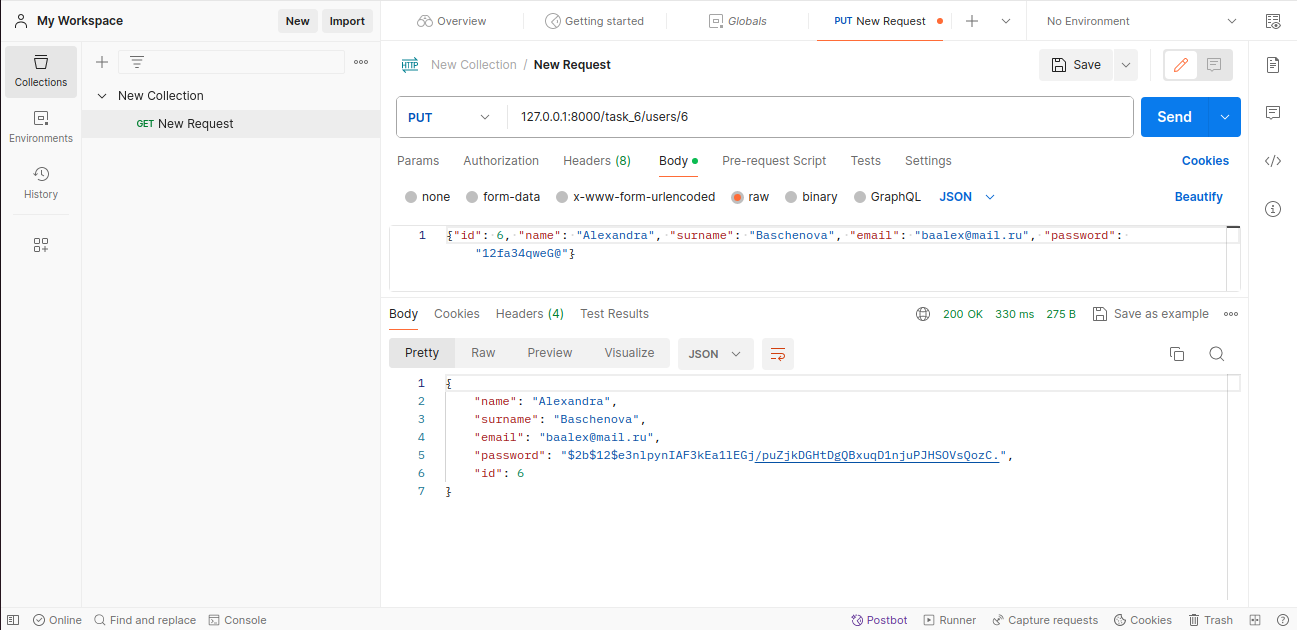 My Workspace
New
Import
Overview
Getting started
Globals
PUT New Request
No Environment
Collections
Environments
History
New Collection
GET New Request
HTTP
New Collection / New Request
Save
PUT
127.0.0.1:8000/task_6/users/6
Send
Params
Authorization
Headers (8)
Body
Pre-request Script
Tests
Settings
Cookies
none
form-data
x-www-form-urlencoded
raw
binary
GraphQL
JSON
Beautify
1 {"id": 6, "name": "Alexandra", "surname": "Baschenova", "email": "baalex@mail.ru", "password":
"12fa34qweG@"}
Body
Cookies
Headers (4)
Test Results
200 OK
330 ms
275 B
Save as example
Pretty
Raw
Preview
Visualize
JSON
1 {
2 "name": "Alexandra",
3 "surname": "Baschenova",
4 "email": "baalex@mail.ru",
5 "password": "$2b$12$e3nlpynIAF3kEa1lEGj/puZjkDGHtDgQBxuqD1njuPJHSOVsQozC.",
6 "id": 6
7 }
Online
Find and replace
Console
Postbot
Runner
Capture requests
Cookies
Trash